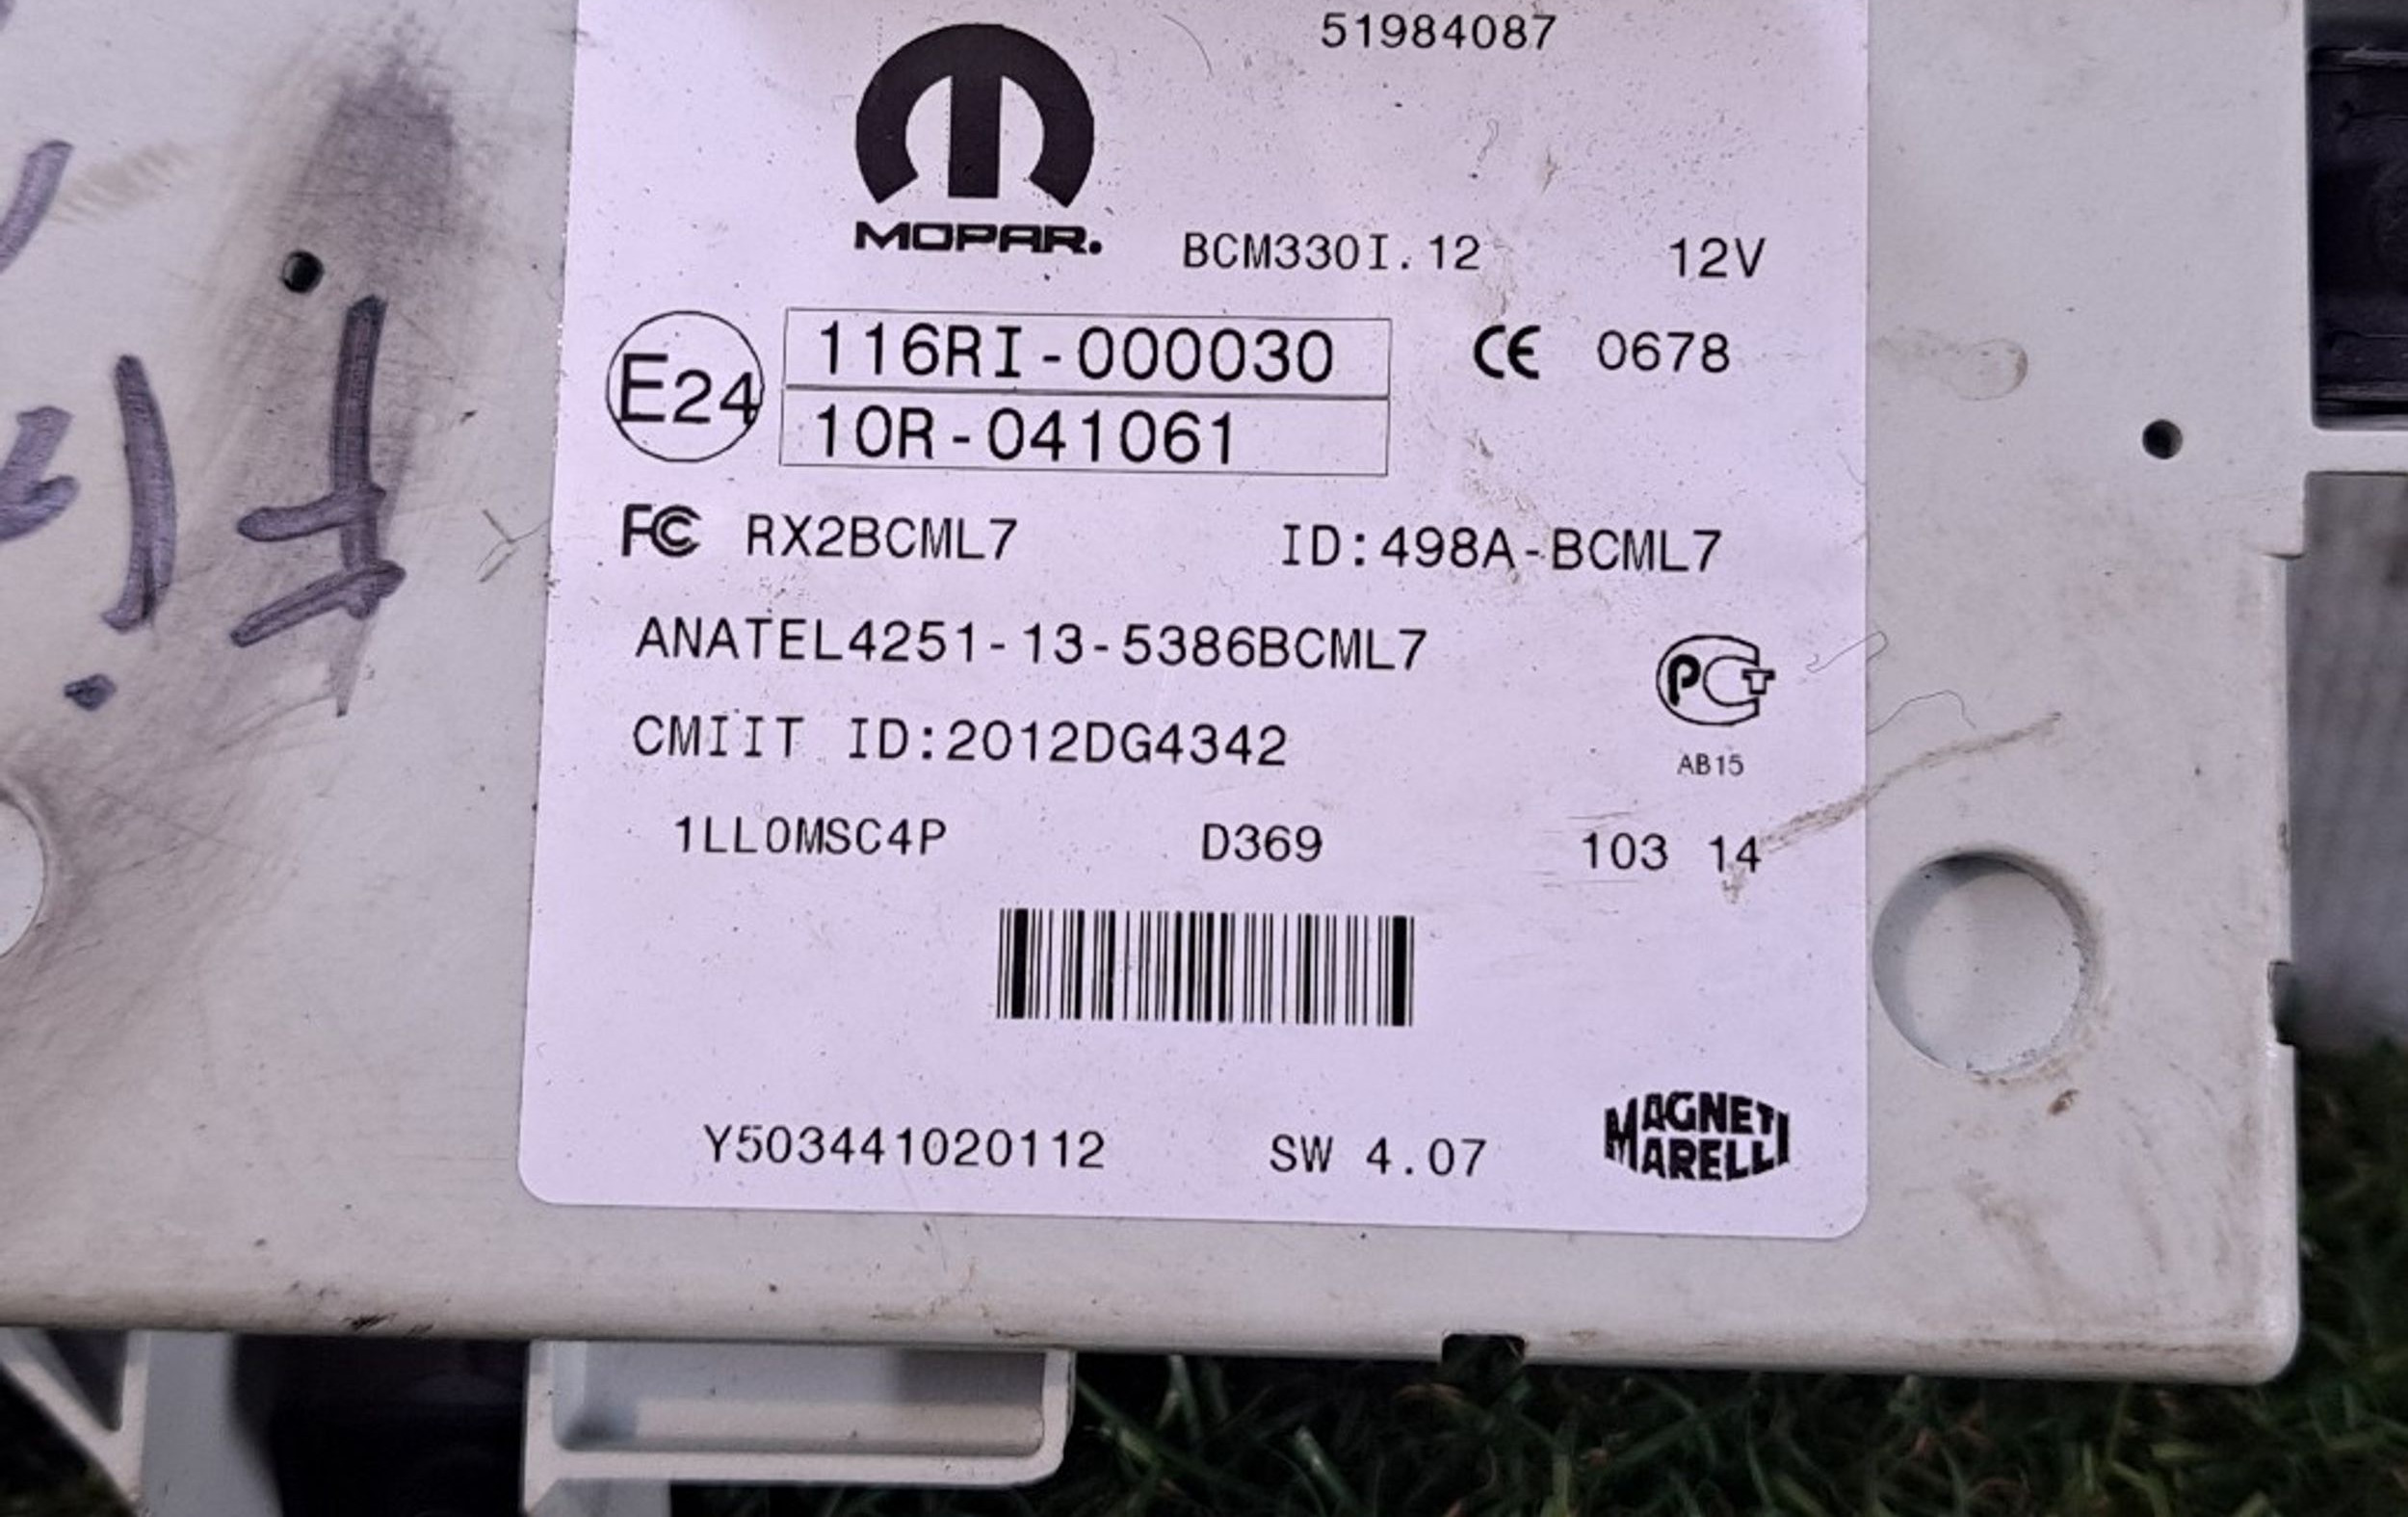 51984087
MOPAR.
BCM330I.12 12V
E24 116RI-000030 CE 0678
10R-041061
FC RX2BCML7 ID:498A-BCML7
ANATEL4251-13-5386BCML7
CMIIT ID:2012DG4342
AB15
1LL0MSC4P D369 103 14
Y503441020112 SW 4.07 MAGNETI MARELLI